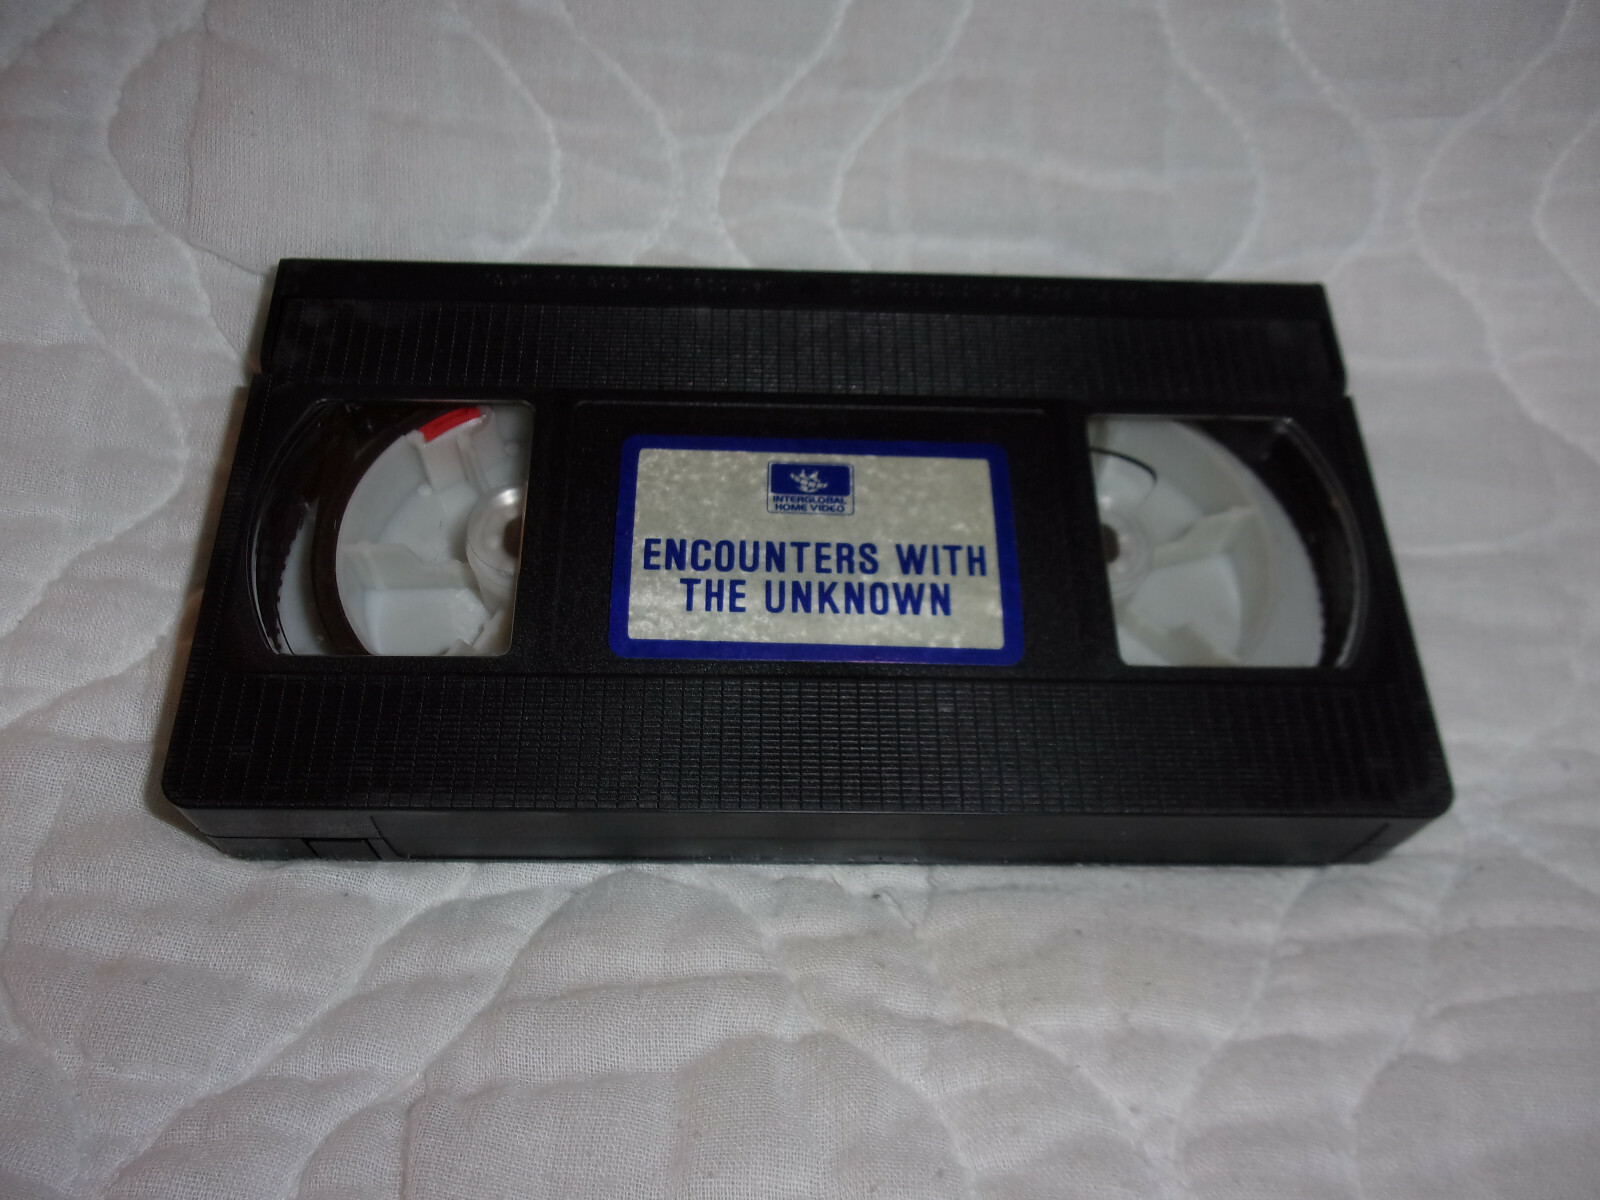 INTERGLOBAL
HOME VIDEO
ENCOUNTERS WITH
THE UNKNOWN